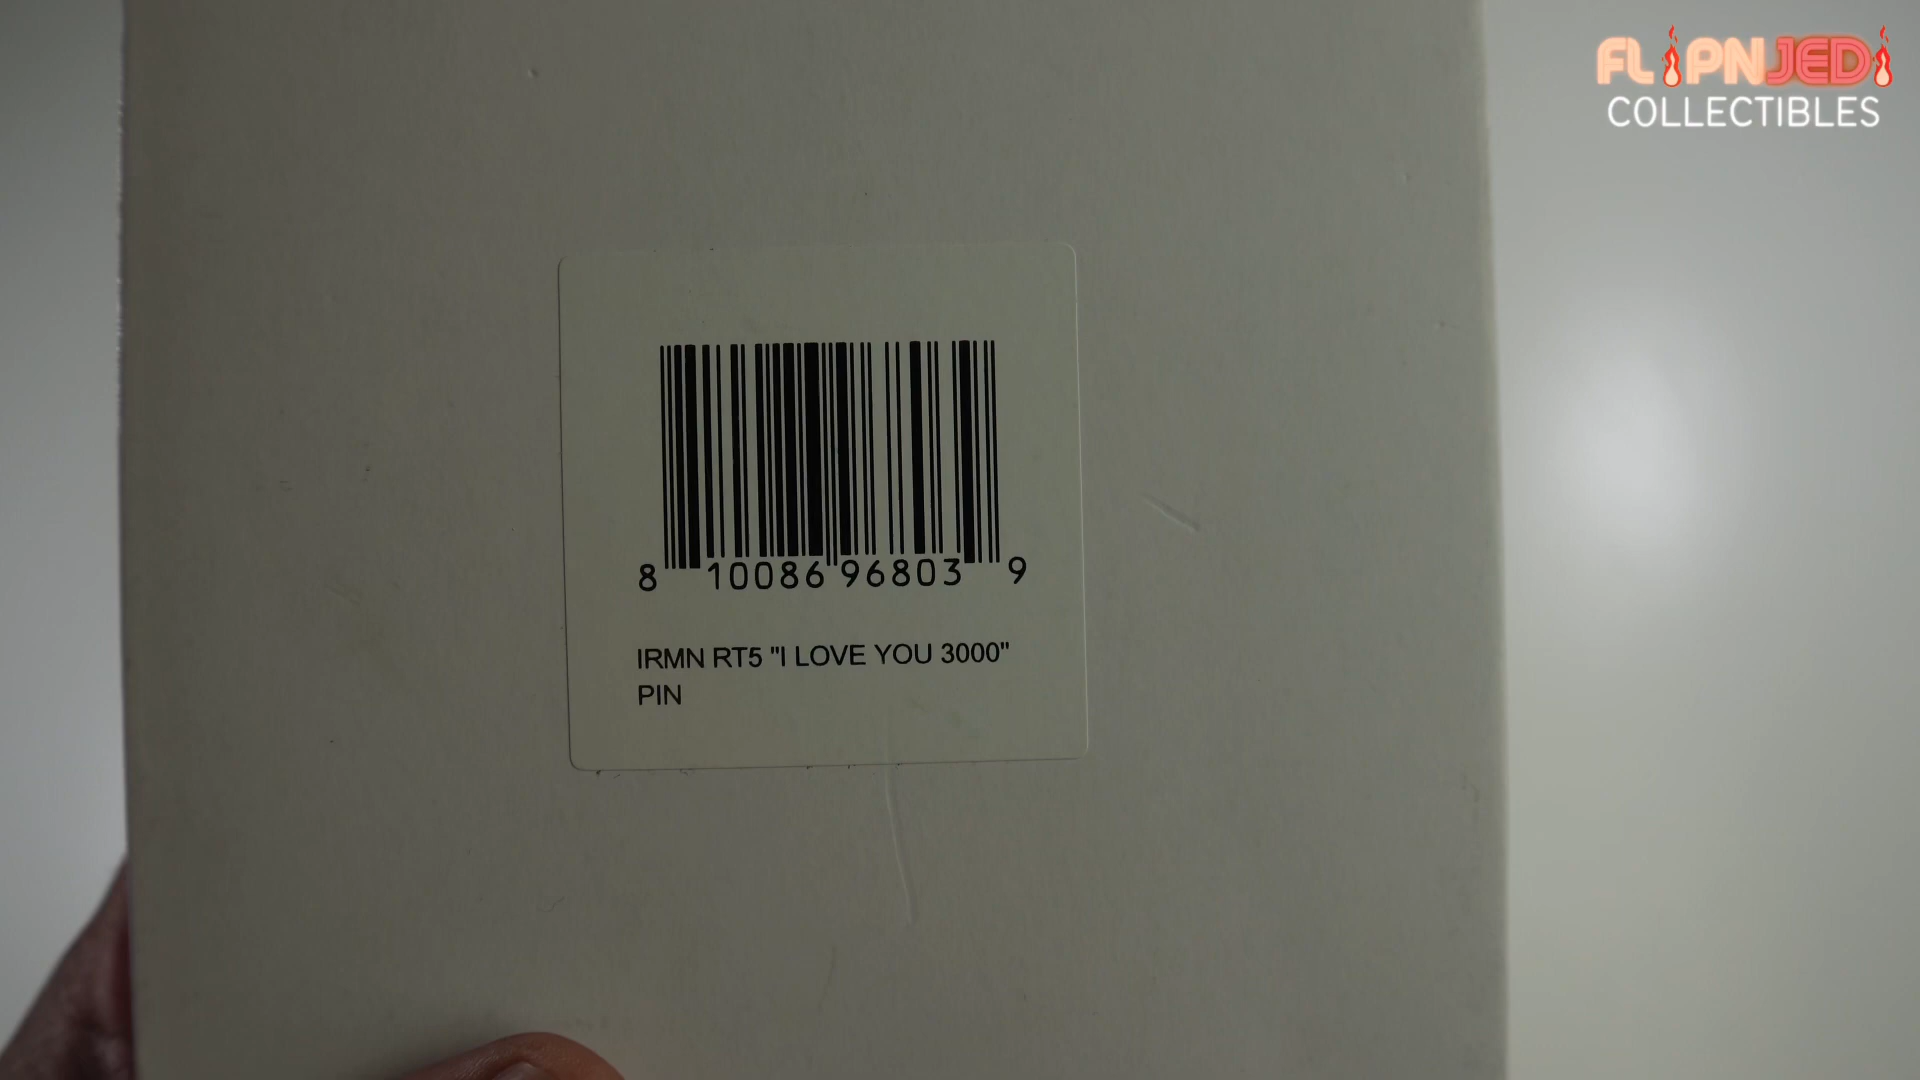 FLIPNJEDI
COLLECTIBLES
8 10086 96803 9
IRMN RT5 "I LOVE YOU 3000"
PIN